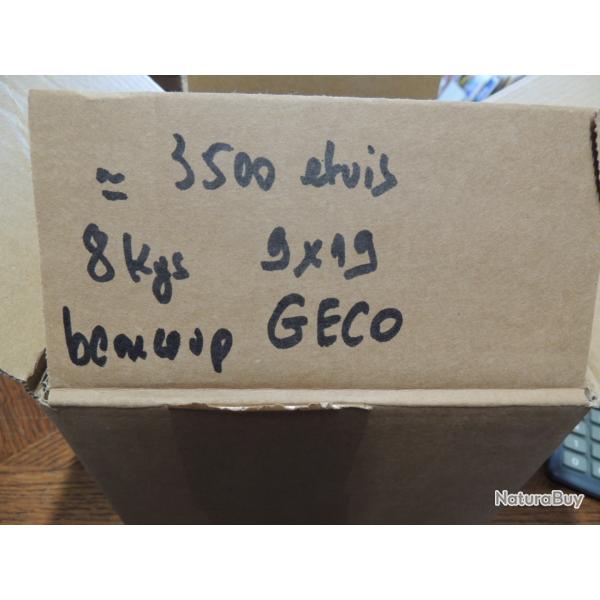 ≃ 3500 etuis
8 Kgs 9x19
beaucoup GECO
NaturaBuy